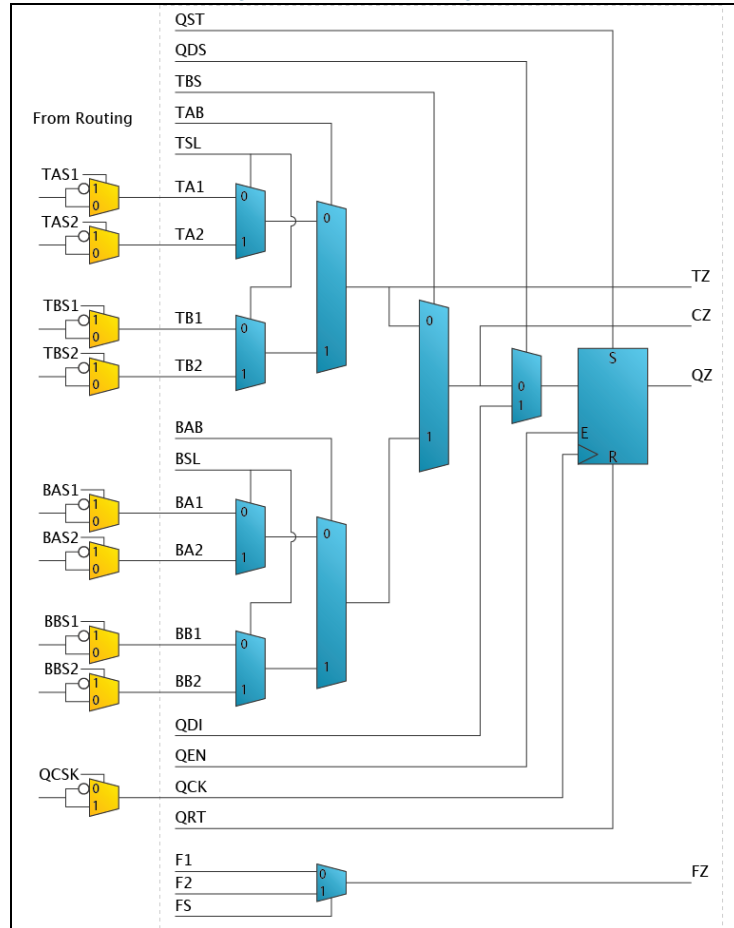 QST
QDS
TBS
TAB
From Routing
TSL
TAS1
1
0
TA1
0
TAS2
1
0
TA2
1
0
TZ
TBS1
1
0
TB1
0
0
CZ
TBS2
1
0
TB2
1
1
S
QZ
0
1
BAB
1
E
BSL
R
BAS1
1
0
BA1
0
BAS2
1
0
BA2
1
0
BBS1
1
0
BB1
0
BBS2
1
0
BB2
1
1
QDI
QEN
QCSK
0
1
QCK
QRT
F1
0
F2
1
FZ
FS